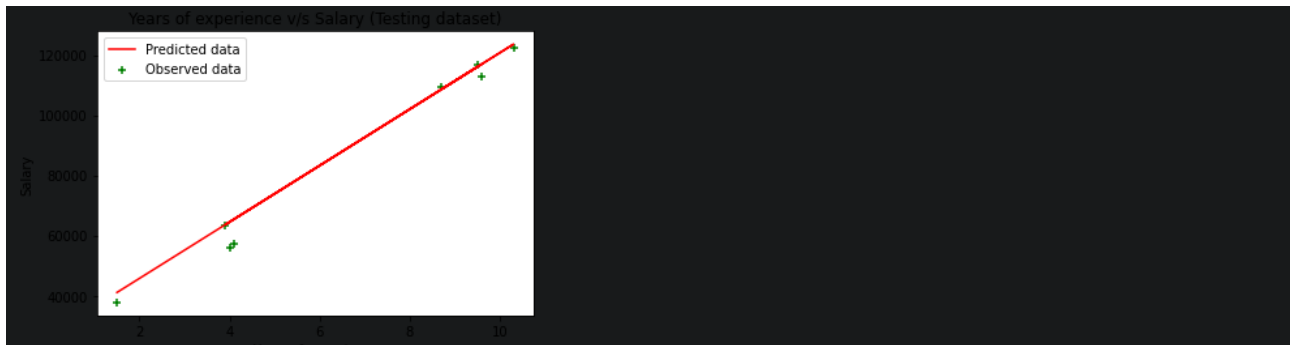 Years of experience v/s Salary (Testing dataset)
Predicted data
Observed data
120000
100000
80000
60000
40000
Salary
2
4
6
8
10